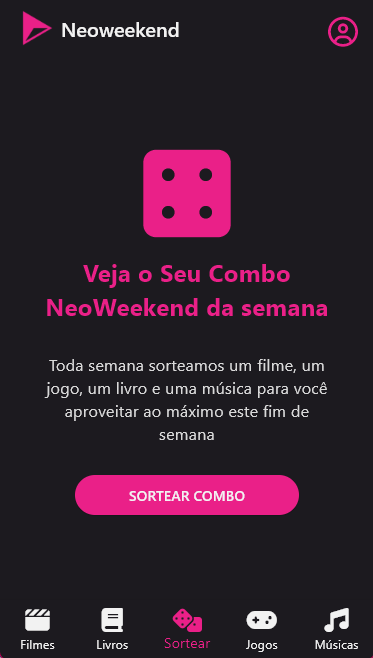 Neoweekend
Veja o Seu Combo
NeoWeekend da semana
Toda semana sorteamos um filme, um
jogo, um livro e uma música para você
aproveitar ao máximo este fim de
semana
SORTEAR COMBO
Filmes
Livros
Sortear
Jogos
Músicas